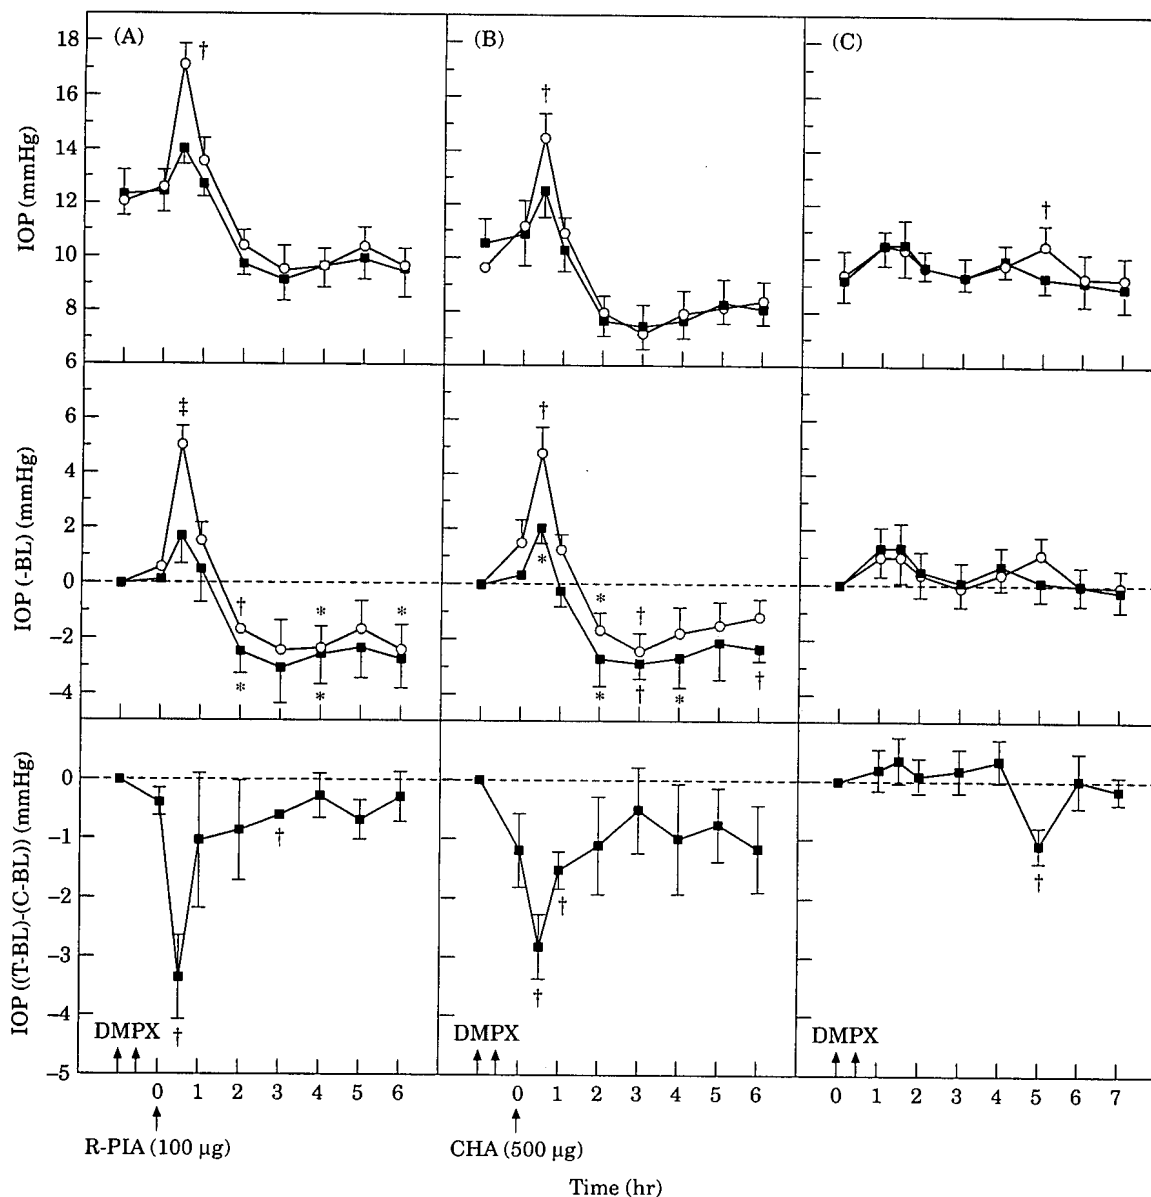 (A)
(B)
(C)
IOP (mmHg)
18
16
14
12
10
8
6
†
†
†
IOP (-BL) (mmHg)
6
4
2
0
−2
−4
‡
†
*
*
*
*
†
*
*
†
*
†
*
†
IOP ((T-BL)-(C-BL)) (mmHg)
0
−1
−2
−3
−4
−5
†
†
†
†
†
DMPX
DMPX
DMPX
0 1 2 3 4 5 6
0 1 2 3 4 5 6
0 1 2 3 4 5 6 7
R-PIA (100 μg)
CHA (500 μg)
Time (hr)